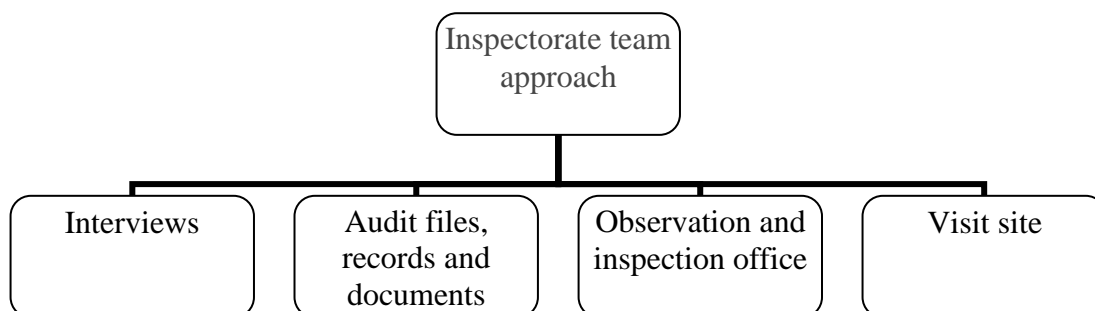 Inspectorate team
approach
Interviews
Audit files,
records and
documents
Observation and
inspection office
Visit site